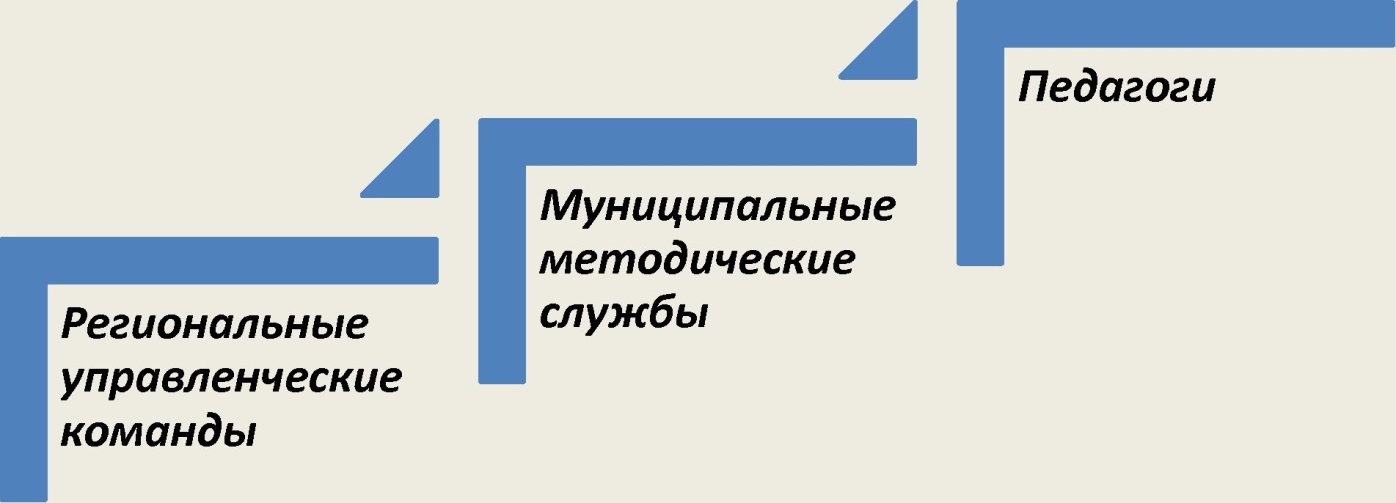 Региональные
управленческие
команды
Муниципальные
методические
службы
Педагоги